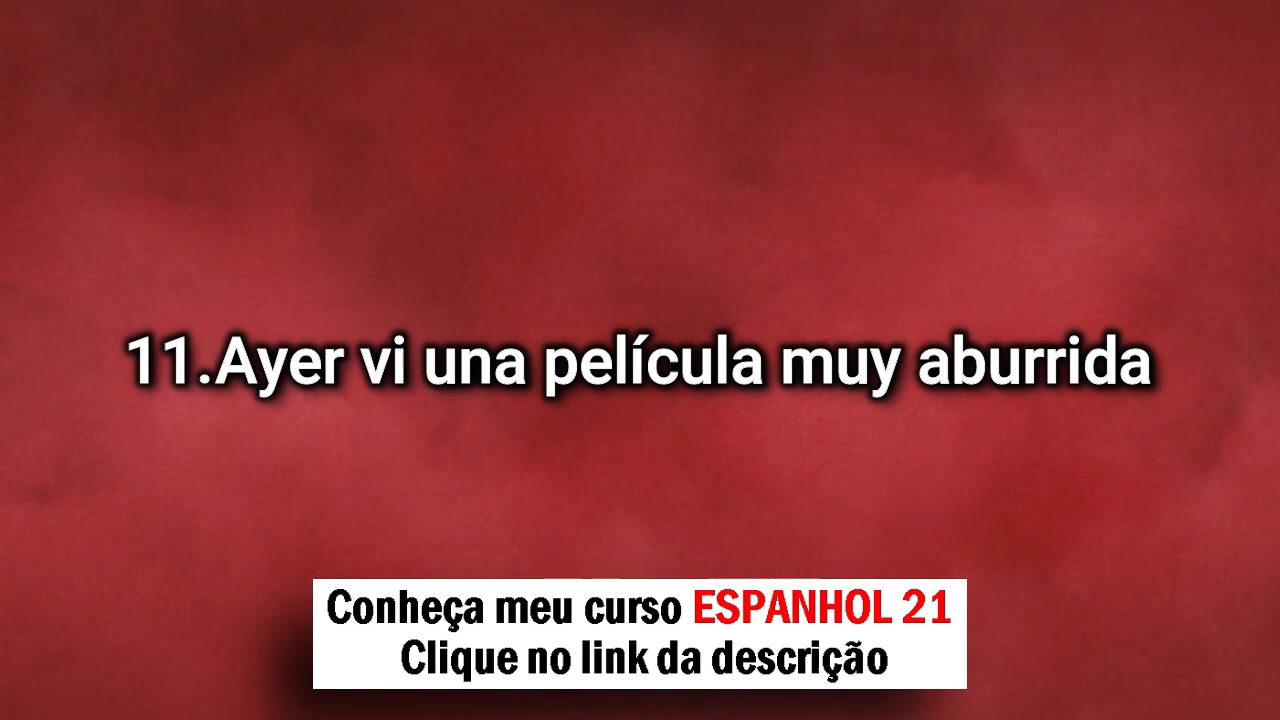 11.Ayer vi una película muy aburrida
Conheça meu curso ESPANHOL 21
Clique no link da descrição